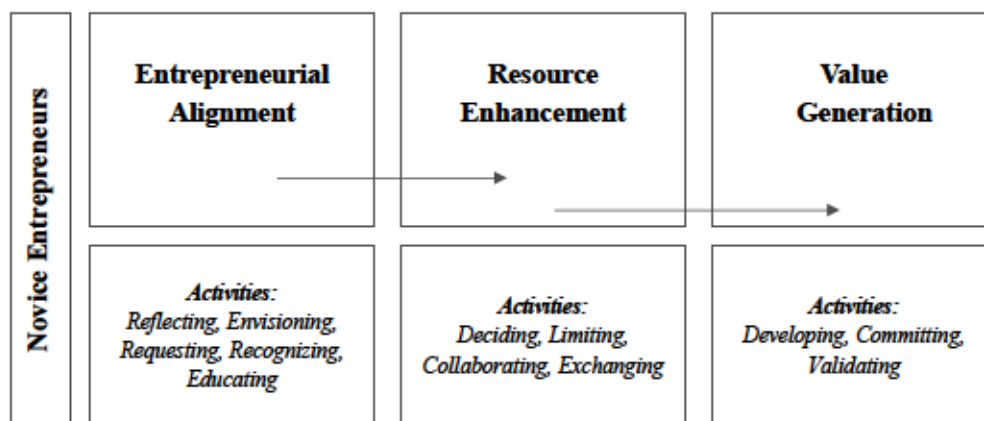 Novice Entrepreneurs
Entrepreneurial
Alignment
Resource
Enhancement
Value
Generation
Activities:
Reflecting, Envisioning,
Requesting, Recognizing,
Educating
Activities:
Deciding, Limiting,
Collaborating, Exchanging
Activities:
Developing, Committing,
Validating